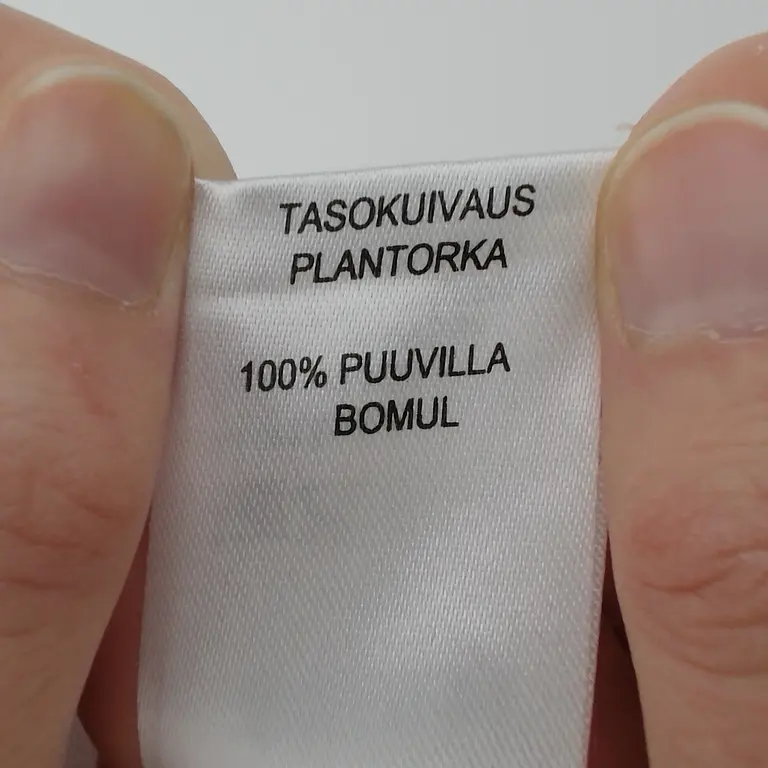 TASOKUIVAUS
PLANTORKA
100% PUUVILLA
BOMUL